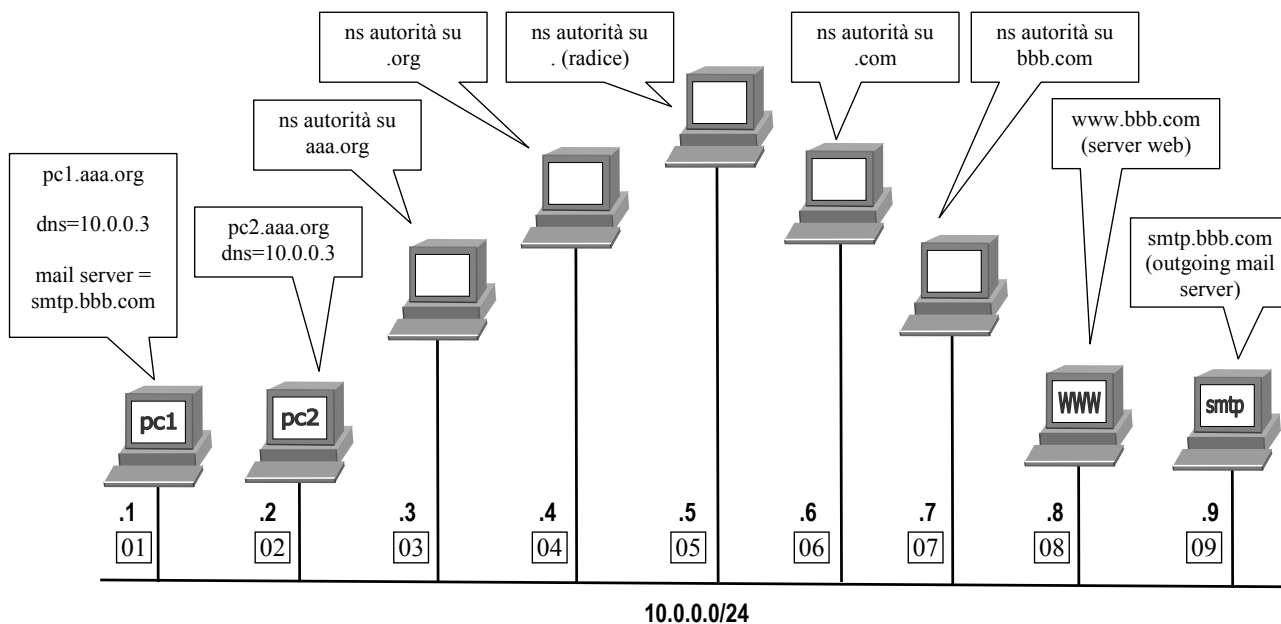 ns autorità su
.org
ns autorità su
. (radice)
ns autorità su
.com
ns autorità su
bbb.com
ns autorità su
aaa.org
www.bbb.com
(server web)
pc1.aaa.org
dns=10.0.0.3
mail server =
smtp.bbb.com
pc2.aaa.org
dns=10.0.0.3
smtp.bbb.com
(outgoing mail
server)
pc1
pc2
WWW
smtp
.1
.2
.3
.4
.5
.6
.7
.8
.9
01
02
03
04
05
06
07
08
09
10.0.0.0/24